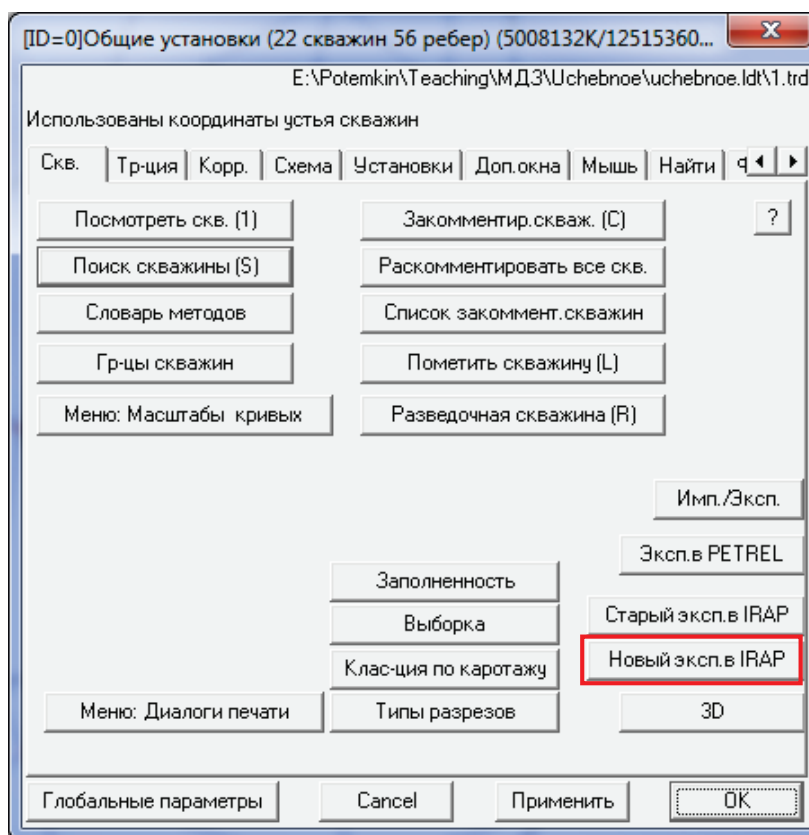 [ID=0]Общие установки (22 скважин 56 ребер) (5008132K/12515360...
E:\Potemkin\Teaching\МДЗ\Uchebnoe\uchebnoe.ldt\1.trd
Использованы координаты устья скважин
Скв. Тр-ция Корр. Схема Установки Доп.окна Мышь Найти
Посмотреть скв. (1) Закомментир.скваж. (C) ?
Поиск скважины (S) Раскомментировать все скв.
Словарь методов Список закоммент.скважин
Гр-цы скважин Пометить скважину (L)
Меню: Масштабы кривых Разведочная скважина (R)
Имп./Эксп.
Эксп.в PETREL
Заполненность
Старый эксп.в IRAP
Выборка
Новый эксп.в IRAP
Клас-ция по каротажу
Меню: Диалоги печати Типы разрезов 3D
Глобальные параметры Cancel Применить OK